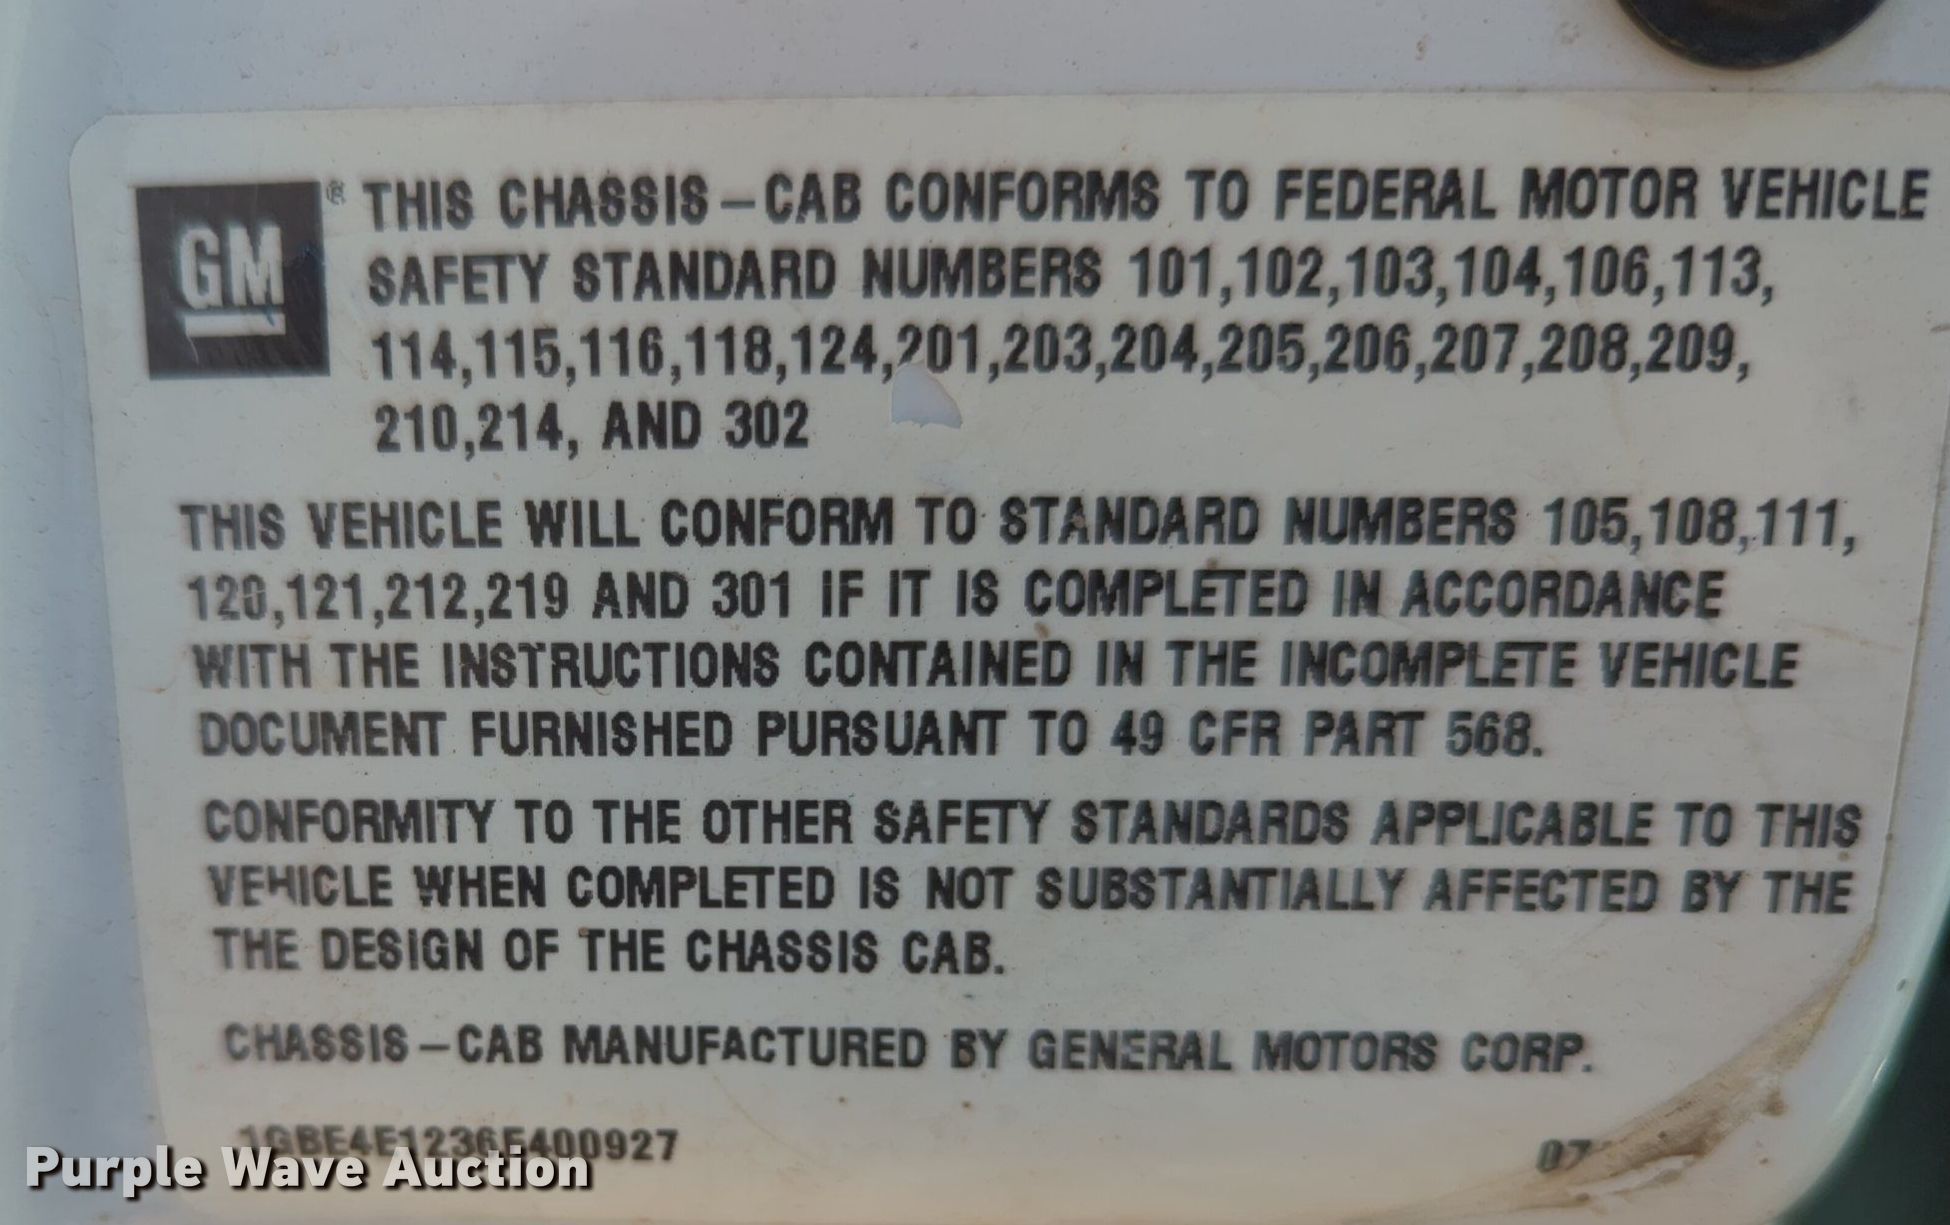 GM ® THIS CHASSIS-CAB CONFORMS TO FEDERAL MOTOR VEHICLE
SAFETY STANDARD NUMBERS 101,102,103,104,106,113,
114,115,116,118,124,201,203,204,205,206,207,208,209,
210,214, AND 302
THIS VEHICLE WILL CONFORM TO STANDARD NUMBERS 105,108,111,
120,121,212,219 AND 301 IF IT IS COMPLETED IN ACCORDANCE
WITH THE INSTRUCTIONS CONTAINED IN THE INCOMPLETE VEHICLE
DOCUMENT FURNISHED PURSUANT TO 49 CFR PART 568.
CONFORMITY TO THE OTHER SAFETY STANDARDS APPLICABLE TO THIS
VEHICLE WHEN COMPLETED IS NOT SUBSTANTIALLY AFFECTED BY THE
THE DESIGN OF THE CHASSIS CAB.
CHASSIS-CAB MANUFACTURED BY GENERAL MOTORS CORP.
1GBE4E1236F400927
Purple Wave Auction